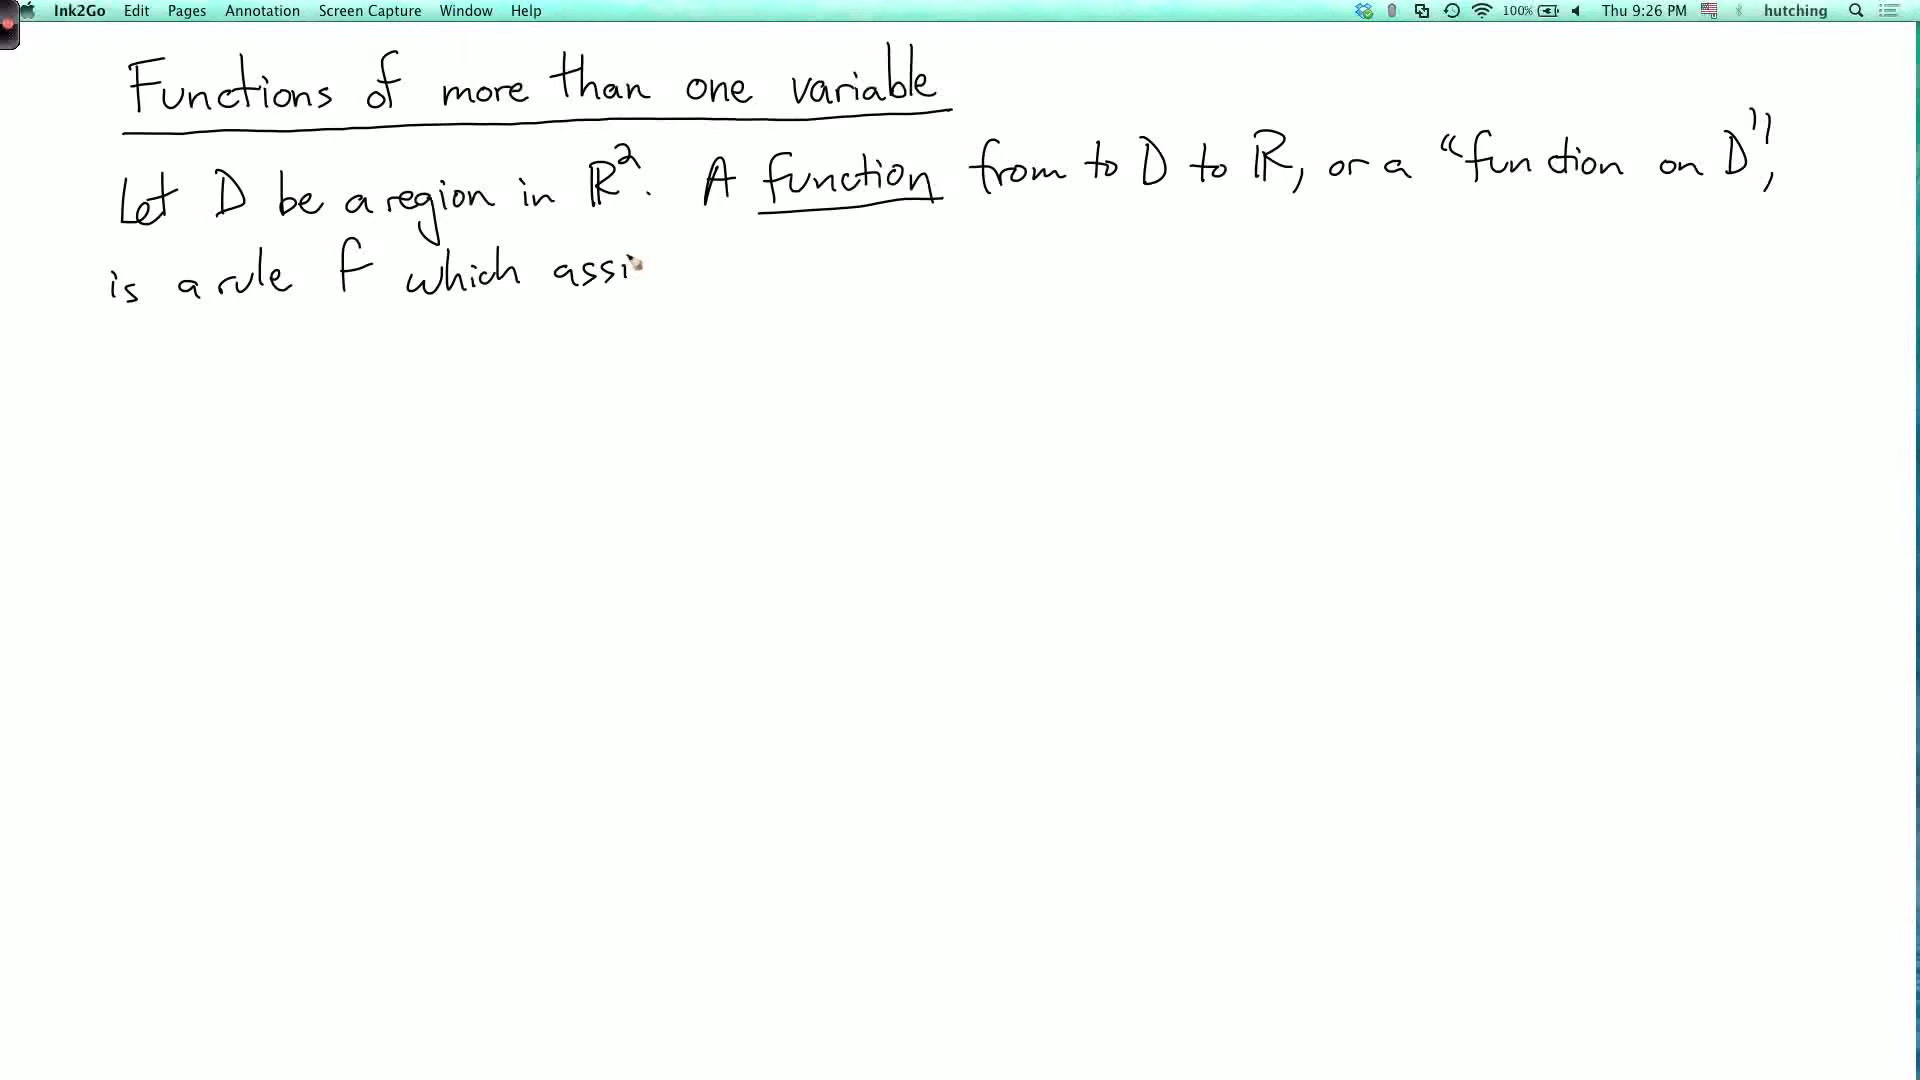 Ink2Go Edit Pages Annotation Screen Capture Window Help 100% Thu 9:26 PM hutching
Functions of more than one variable
Let D be a region in ℝ². A function from to D to ℝ, or a “function on D”,
is a rule f which assi